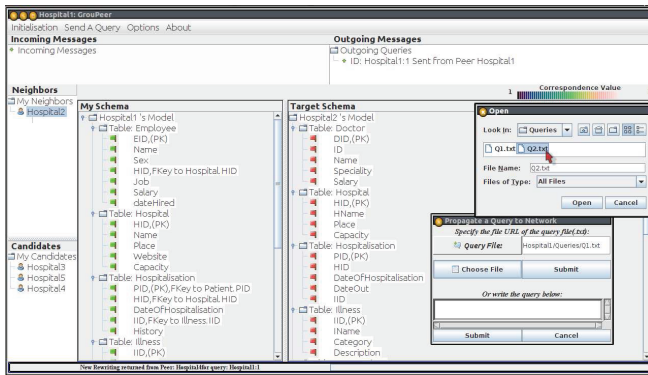 Hospital1: GrouPeer
Initialisation Send A Query Options About
Incoming Messages
Incoming Messages
Outgoing Messages
Outgoing Queries
ID: Hospital1:1 Sent from Peer Hospital1
Neighbors
My Neighbors
Hospital2
Candidates
My Candidates
Hospital3
Hospital5
Hospital4
1 Correspondence Value
My Schema
Hospital1 's Model
Table: Employee
EID,(PK)
Name
Sex
HID,FKey to Hospital.HID
Job
Salary
dateHired
Table: Hospital
HID,(PK)
Name
Place
Website
Capacity
Table: Hospitalisation
PID,(PK),FKey to Patient.PID
HID,FKey to Hospital.HID
DateOfHospitalisation
IID,FKey to Illness.IID
History
Table: Illness
IID,(PK)
Target Schema
Hospital2 's Model
Table: Doctor
DID,(PK)
ID
Name
Speciality
Salary
Table: Hospital
HID,(PK)
HName
Place
Capacity
Table: Hospitalisation
PID,(PK)
HID
DateOfHospitalisation
DateOut
IID
Table: Illness
IID,(PK)
IName
Category
Description
Open
Look In: Queries
Q1.txt Q2.txt
File Name: Q2.txt
Files of Type: All Files
Open Cancel
Propagate a Query to Network
Specify the file URL of the query file(.txt):
Query File: Hospital1/Queries/Q1.txt
Choose File Submit
Or write the query below:
Submit Cancel
New Rewriting returned from Peer: Hospital4for query: Hospital1:1